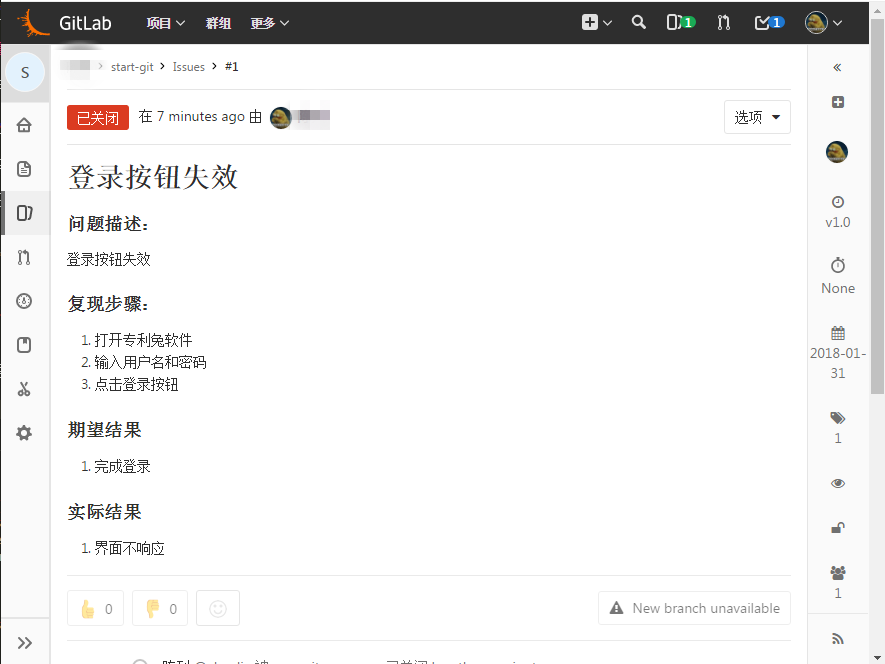 GitLab 项目 群组 更多 1 1
S
start-git > Issues > #1
已关闭 在 7 minutes ago 由
选项
登录按钮失效
问题描述：
登录按钮失效
复现步骤：
1. 打开专利兔软件
2. 输入用户名和密码
3. 点击登录按钮
期望结果
1. 完成登录
实际结果
1. 界面不响应
0 0
New branch unavailable
v1.0
None
2018-01-
31
1
1